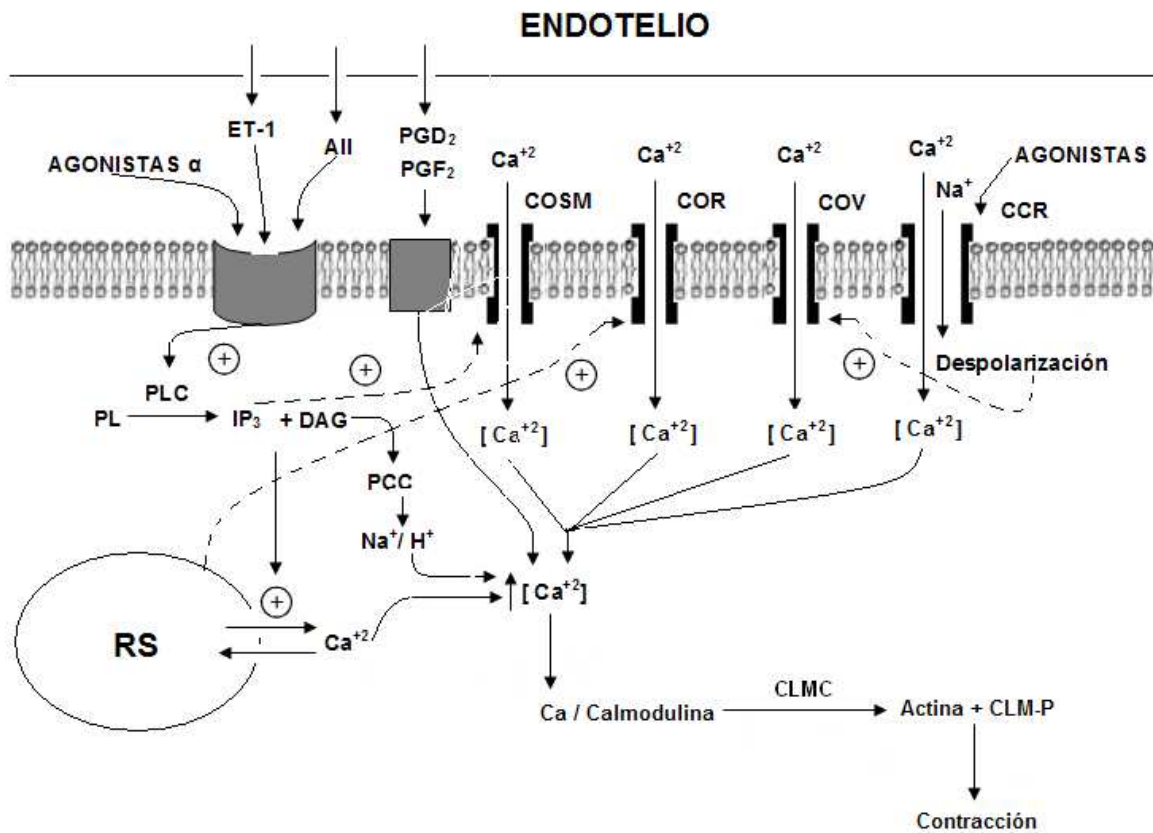 ENDOTELIO
ET-1
AII
PGD₂
PGF₂
AGONISTAS α
Ca⁺²
COSM
Ca⁺²
COR
Ca⁺²
COV
Ca⁺²
Na⁺
AGONISTAS
CCR
+
+
+
+
Despolarización
PLC
PL
IP₃
+ DAG
[Ca⁺²]
[Ca⁺²]
[Ca⁺²]
[Ca⁺²]
PCC
Na⁺/ H⁺
+
[Ca⁺²]
RS
Ca⁺²
CLMC
Ca / Calmodulina
Actina + CLM-P
Contracción